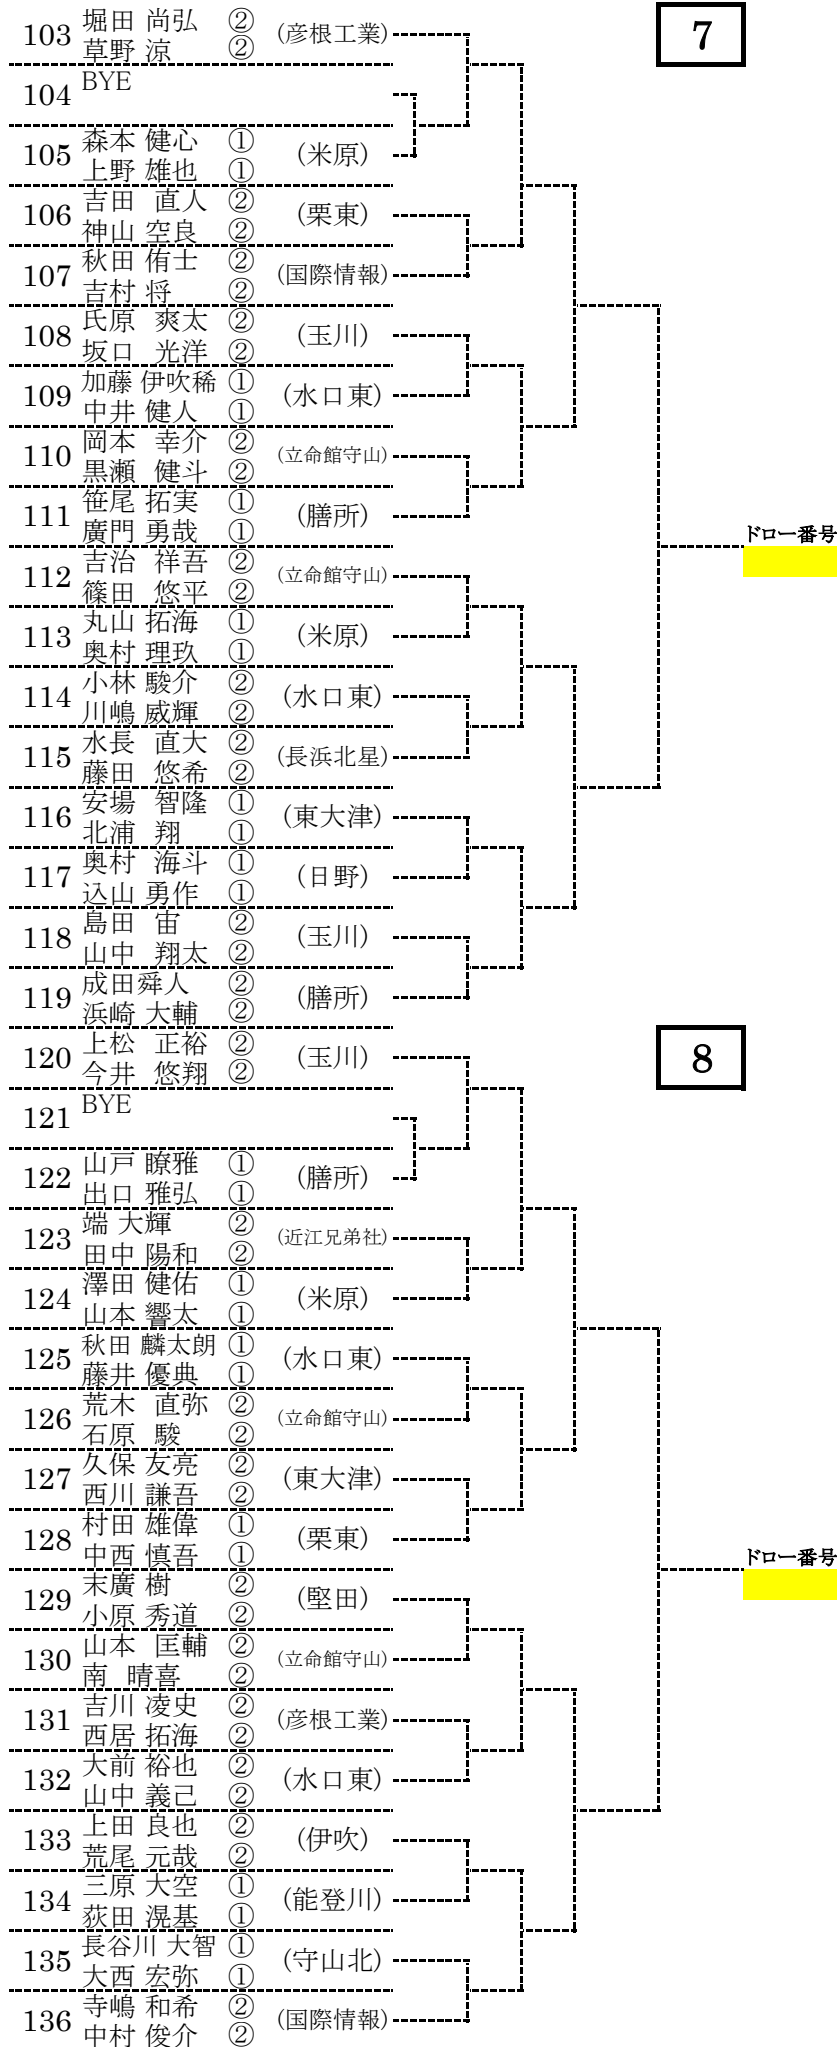 7
103 堀田 尚弘 ② (彦根工業)
草野 涼 ②
104 BYE
105 森本 健心 ① (米原)
上野 雄也 ①
106 吉田 直人 ② (栗東)
神山 空良 ②
107 秋田 侑士 ② (国際情報)
吉村 将 ②
108 氏原 爽太 ② (玉川)
坂口 光洋 ②
109 加藤 伊吹稀 ① (水口東)
中井 健人 ①
110 岡本 幸介 ② (立命館守山)
黒瀬 健斗 ②
111 笹尾 拓実 ① (膳所)
廣門 勇哉 ①
ドロー番号
112 吉治 祥吾 ② (立命館守山)
篠田 悠平 ②
113 丸山 拓海 ① (米原)
奥村 理玖 ①
114 小林 駿介 ② (水口東)
川嶋 威輝 ②
115 水長 直大 ② (長浜北星)
藤田 悠希 ②
116 安場 智隆 ① (東大津)
北浦 翔 ①
117 奥村 海斗 ① (日野)
込山 勇作 ①
118 島田 宙 ② (玉川)
山中 翔太 ②
119 成田舜人 ② (膳所)
浜崎 大輔 ②
8
120 上松 正裕 ② (玉川)
今井 悠翔 ②
121 BYE
122 山戸 瞭雅 ① (膳所)
出口 雅弘 ①
123 端 大輝 ② (近江兄弟社)
田中 陽和 ②
124 澤田 健佑 ① (米原)
山本 響太 ①
125 秋田 麟太朗 ① (水口東)
藤井 優典 ①
126 荒木 直弥 ② (立命館守山)
石原 駿 ②
127 久保 友亮 ② (東大津)
西川 謙吾 ②
128 村田 雄偉 ① (栗東)
中西 慎吾 ①
ドロー番号
129 末廣 樹 ② (堅田)
小原 秀道 ②
130 山本 匡輔 ② (立命館守山)
南 晴喜 ②
131 吉川 凌史 ② (彦根工業)
西居 拓海 ②
132 大前 裕也 ② (水口東)
山中 義己 ②
133 上田 良也 ② (伊吹)
荒尾 元哉 ②
134 三原 大空 ① (能登川)
荻田 滉基 ①
135 長谷川 大智 ① (守山北)
大西 宏弥 ①
136 寺嶋 和希 ② (国際情報)
中村 俊介 ②